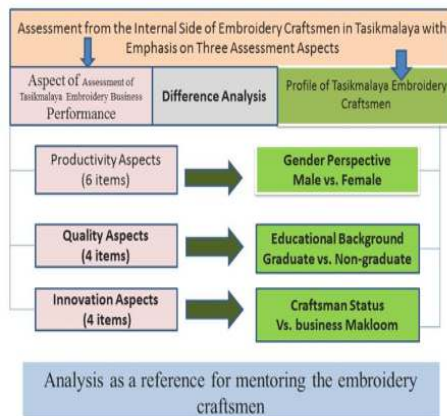 Assessment from the Internal Side of Embroidery Craftsmen in Tasikmalaya with
Emphasis on Three Assessment Aspects
Aspect of Assessment of
Tasikmalaya Embroidery Business
Performance
Difference Analysis
Profile of Tasikmalaya Embroidery
Craftsmen
Productivity Aspects
(6 items)
Gender Perspective
Male vs. Female
Quality Aspects
(4 items)
Educational Background
Graduate vs. Non-graduate
Innovation Aspects
(4 items)
Craftsman Status
Vs. business Makloom
Analysis as a reference for mentoring the embroidery
craftsmen